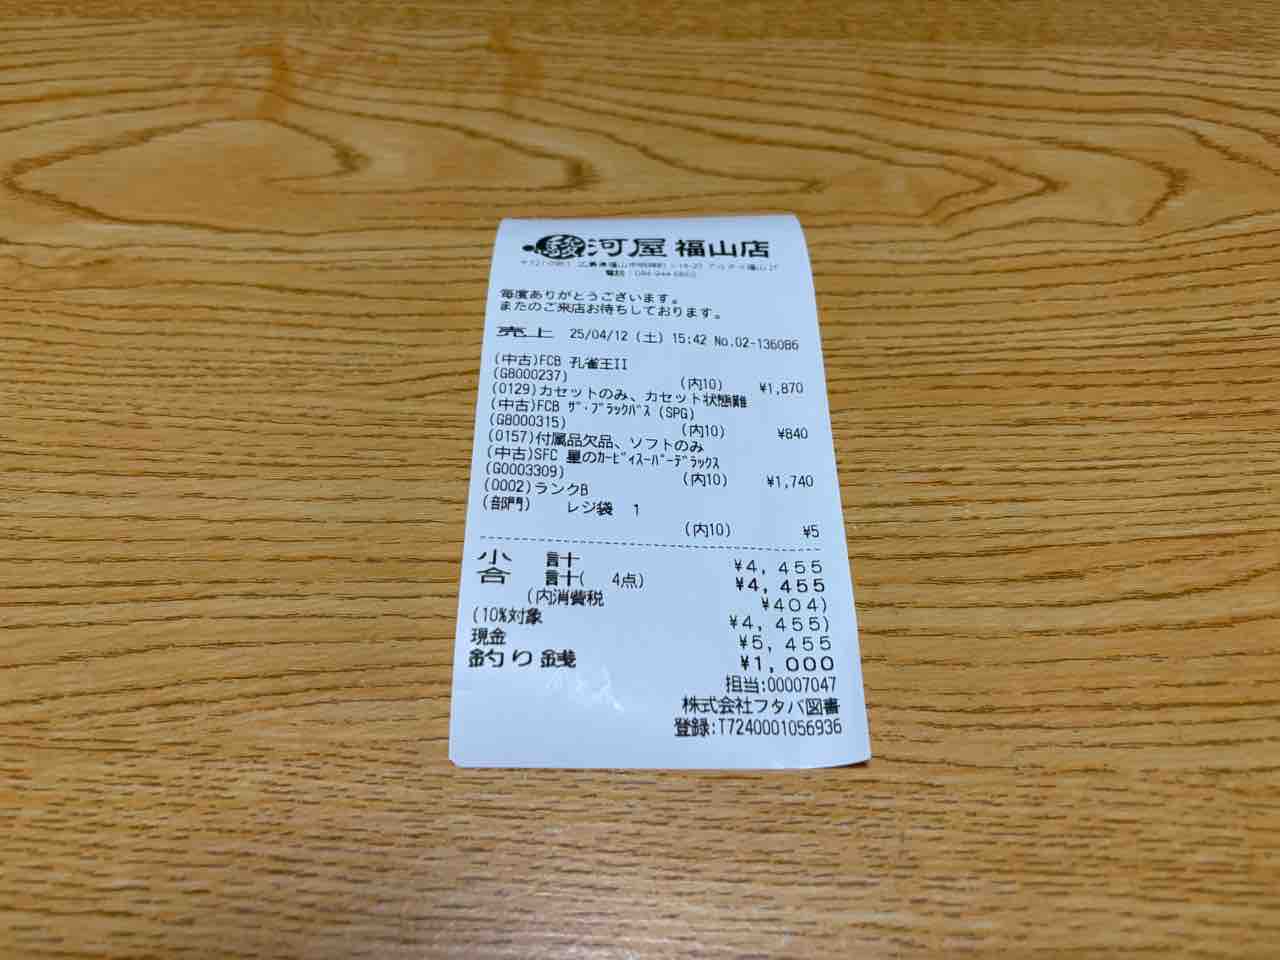 駿河屋 福山店
毎度ありがとうございます。
またのご来店お待ちしております。
売上 25/04/12 (土) 15:42 No.02-136086
(中古)FCB 孔雀王II
(G8000237) (内10) ¥1,870
(0129)カセットのみ、カセット状態難
(中古)FCB ザ・ブラックバス (SPG)
(G8000315) (内10) ¥840
(0157)付属品欠品、ソフトのみ
(中古)SFC 星のカービィスーパーデラックス
(G0003309) (内10) ¥1,740
(0002)ランクB
(部門) レジ袋 1
(内10) ¥5
小 計 ¥4,455
合 計( 4点) ¥4,455
(内消費税 ¥404)
(10%対象 ¥4,455)
現金 ¥5,455
釣り銭 ¥1,000
担当:00007047
株式会社フタバ図書
登録:T7240001056936